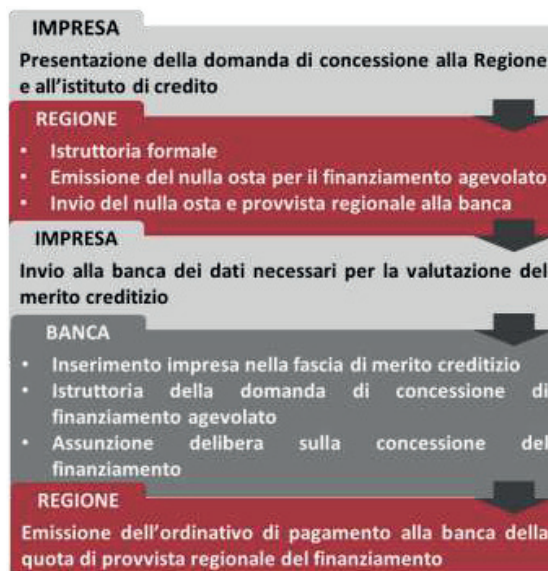 IMPRESA
Presentazione della domanda di concessione alla Regione
e all'istituto di credito
REGIONE
• Istruttoria formale
• Emissione del nulla osta per il finanziamento agevolato
• Invio del nulla osta e provvista regionale alla banca
IMPRESA
Invio alla banca dei dati necessari per la valutazione del
merito creditizio
BANCA
• Inserimento impresa nella fascia di merito creditizio
• Istruttoria della domanda di concessione di
finanziamento agevolato
• Assunzione delibera sulla concessione del
finanziamento
REGIONE
Emissione dell'ordinativo di pagamento alla banca della
quota di provvista regionale del finanziamento